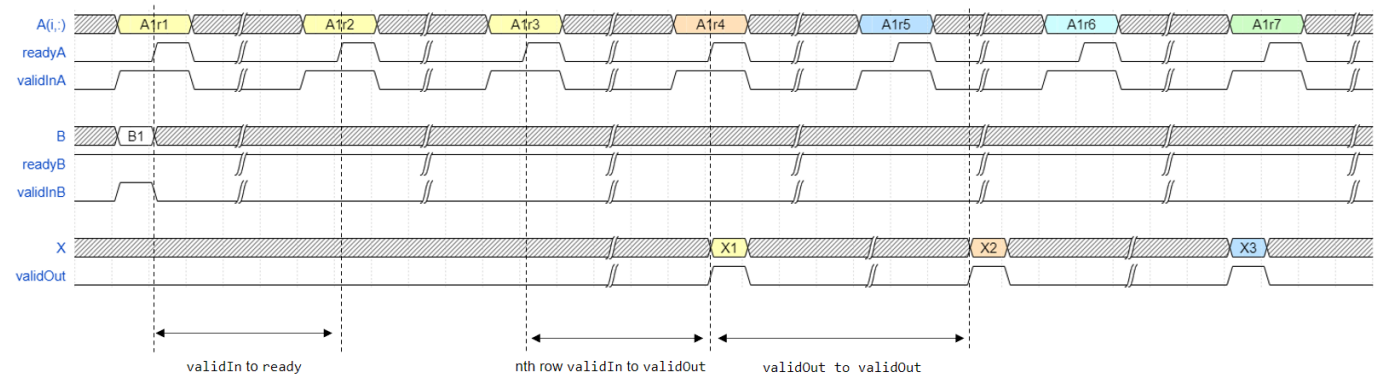 A(i,:) A1r1 A1r2 A1r3 A1r4 A1r5 A1r6 A1r7
readyA
validInA
B B1
readyB
validInB
X X1 X2 X3
validOut
validIn to ready nth row validIn to validOut validOut to validOut